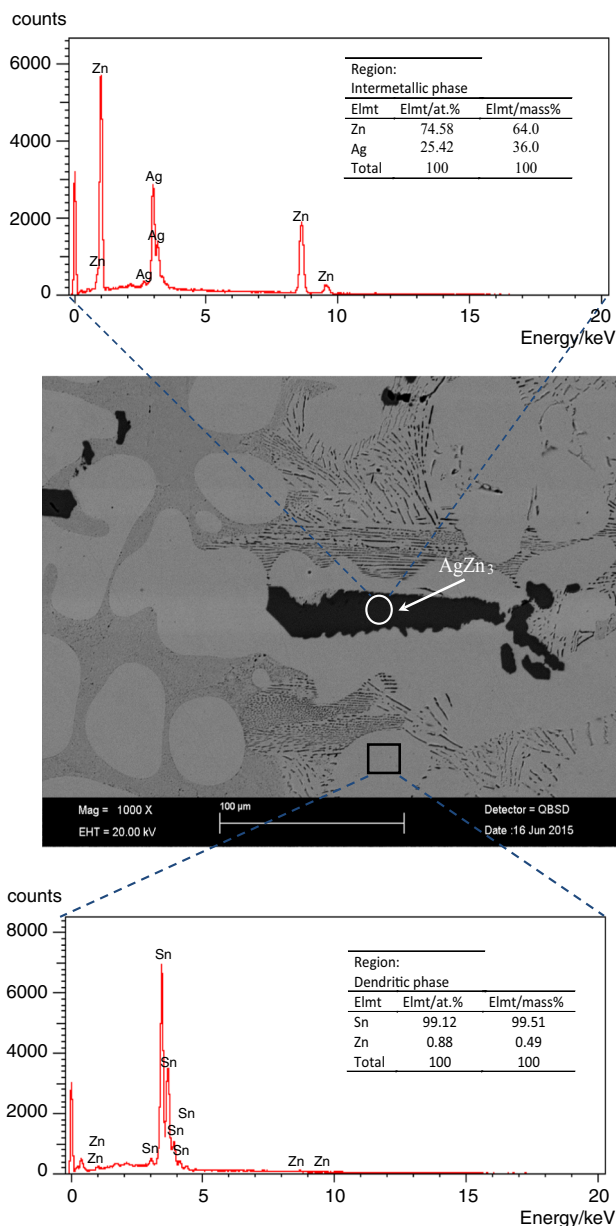 counts
6000
4000
2000
0
Zn
Zn
Ag
Ag
Ag
Zn
Zn
Region:
Intermetallic phase
Elmt Elmt/at.% Elmt/mass%
Zn 74.58 64.0
Ag 25.42 36.0
Total 100 100
0 5 10 15 20
Energy/keV
AgZn₃
Mag = 1000 X
EHT = 20.00 kV
100 µm
Detector = QBSD
Date :16 Jun 2015
counts
8000
6000
4000
2000
0
Sn
Sn
Sn
Sn
Sn
Sn
Zn
Zn
Zn
Zn
Region:
Dendritic phase
Elmt Elmt/at.% Elmt/mass%
Sn 99.12 99.51
Zn 0.88 0.49
Total 100 100
0 5 10 15 20
Energy/keV